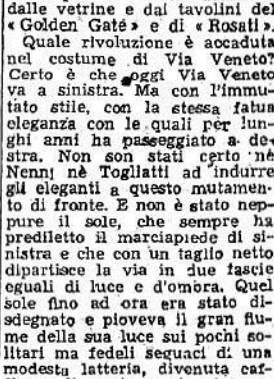 dalle vetrine e dai tavolini del
« Golden Gate » e di « Rosati ».
Quale rivoluzione è accaduta
nel costume di Via Veneto?
Certo è che oggi Via Veneto
va a sinistra. Ma con l'immu-
tato stile, con la stessa fatua
eleganza con le quali per lun-
ghi anni ha passeggiato a de-
stra. Non son stati certo nè
Nenni nè Togliatti ad indurre
gli eleganti a questo mutamen-
to di fronte. E non è stato nep-
pure il sole, che sempre ha
prediletto il marciapiede di si-
nistra e che con un taglio netto
dipartisce la via in due fascie
eguali di luce e d'ombra. Quel
sole fino ad ora era stato di-
sdegnato e pioveva il gran fiu-
me della sua luce sui pochi so-
litari ma fedeli seguaci di una
modesta latteria, divenuta caf-